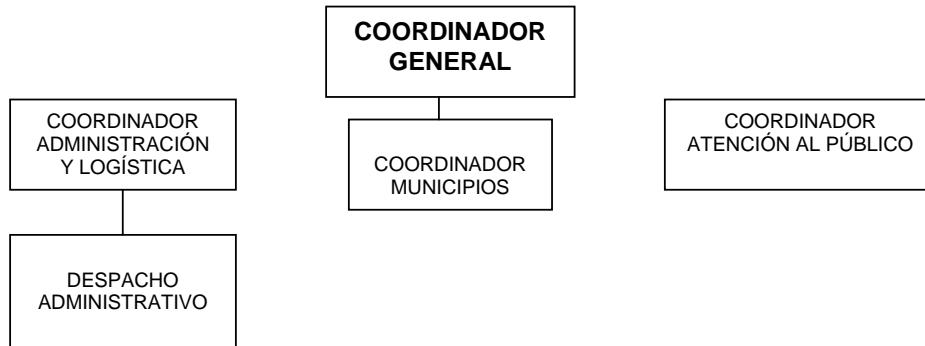 COORDINADOR
GENERAL
COORDINADOR
ADMINISTRACIÓN
Y LOGÍSTICA
COORDINADOR
MUNICIPIOS
COORDINADOR
ATENCIÓN AL PÚBLICO
DESPACHO
ADMINISTRATIVO